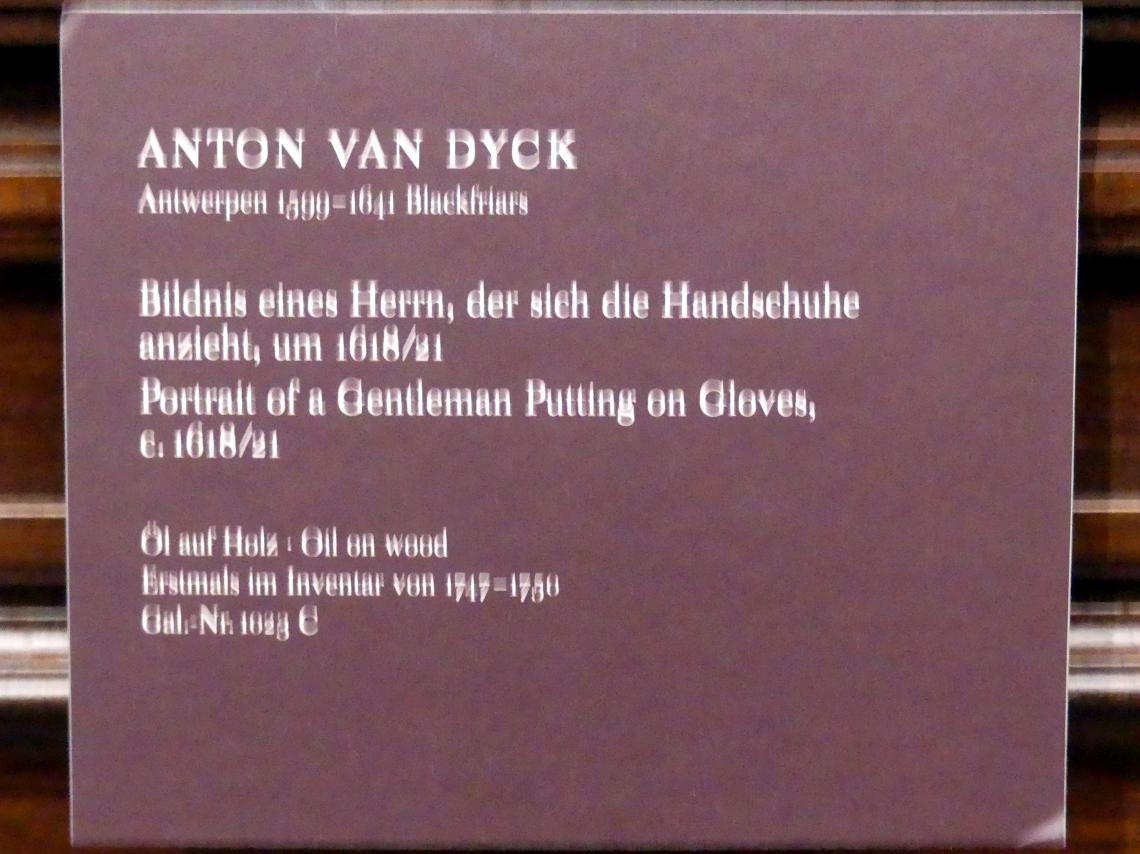 ANTON VAN DYCK
Antwerpen 1599–1641 Blackfriars
Bildnis eines Herrn, der sich die Handschuhe
anzieht, um 1618/21
Portrait of a Gentleman Putting on Gloves,
c. 1618/21
Öl auf Holz · Oil on wood
Erstmals im Inventar von 1747–1750
Gal.-Nr. 1023 C